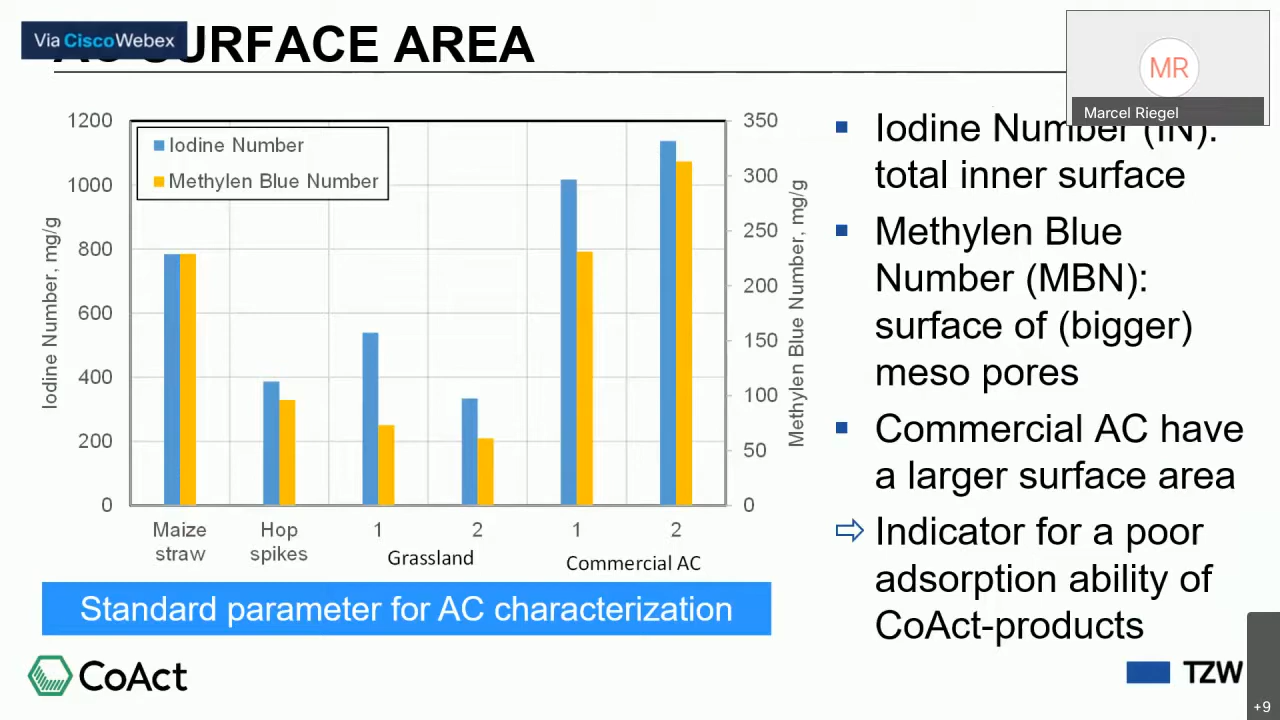 Via CiscoWebex
URFACE AREA
MR
Marcel Riegel
1200
1000
800
600
400
200
0
Iodine Number, mg/g
Iodine Number
Methylen Blue Number
350
300
250
200
150
100
50
0
Methylen Blue Number, mg/g
Maize
straw
Hop
spikes
1
2
Grassland
1
2
Commercial AC
Standard parameter for AC characterization
Iodine Number (IN):
total inner surface
Methylen Blue
Number (MBN):
surface of (bigger)
meso pores
Commercial AC have
a larger surface area
Indicator for a poor
adsorption ability of
CoAct-products
CoAct
TZW
+9